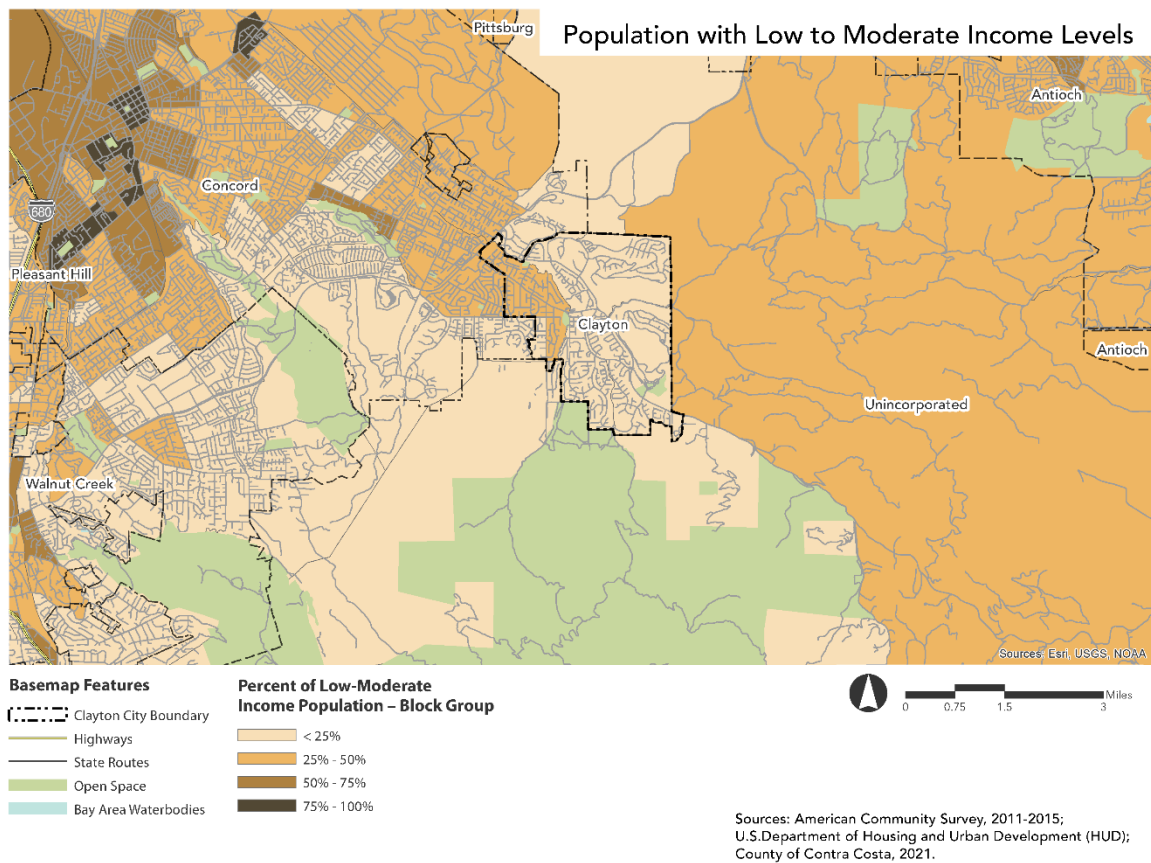 Population with Low to Moderate Income Levels
Pittsburg
Antioch
Concord
680
Pleasant Hill
Clayton
Antioch
Unincorporated
Walnut Creek
Sources: Esri, USGS, NOAA
Basemap Features
Clayton City Boundary
Highways
State Routes
Open Space
Bay Area Waterbodies
Percent of Low-Moderate
Income Population – Block Group
< 25%
25% - 50%
50% - 75%
75% - 100%
Miles
0 0.75 1.5 3
Sources: American Community Survey, 2011-2015;
U.S.Department of Housing and Urban Development (HUD);
County of Contra Costa, 2021.